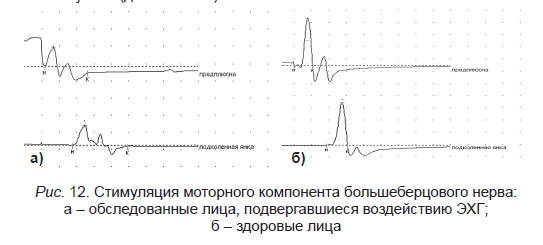 предплюсна
предплюсна
Н
К
Н
К
подколенная ямка
подколенная ямка
Н
К
Н
К
а)
б)
Рис. 12. Стимуляция моторного компонента большеберцового нерва:
а – обследованные лица, подвергавшиеся воздействию ЭХГ;
б – здоровые лица